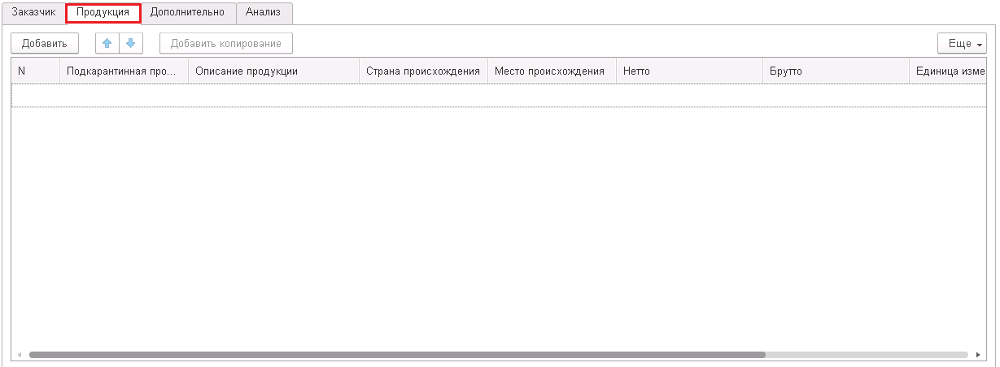 Заказчик Продукция Дополнительно Анализ
Добавить Добавить копирование Еще
N Подкарантинная про... Описание продукции Страна происхождения Место происхождения Нетто Брутто Единица изме